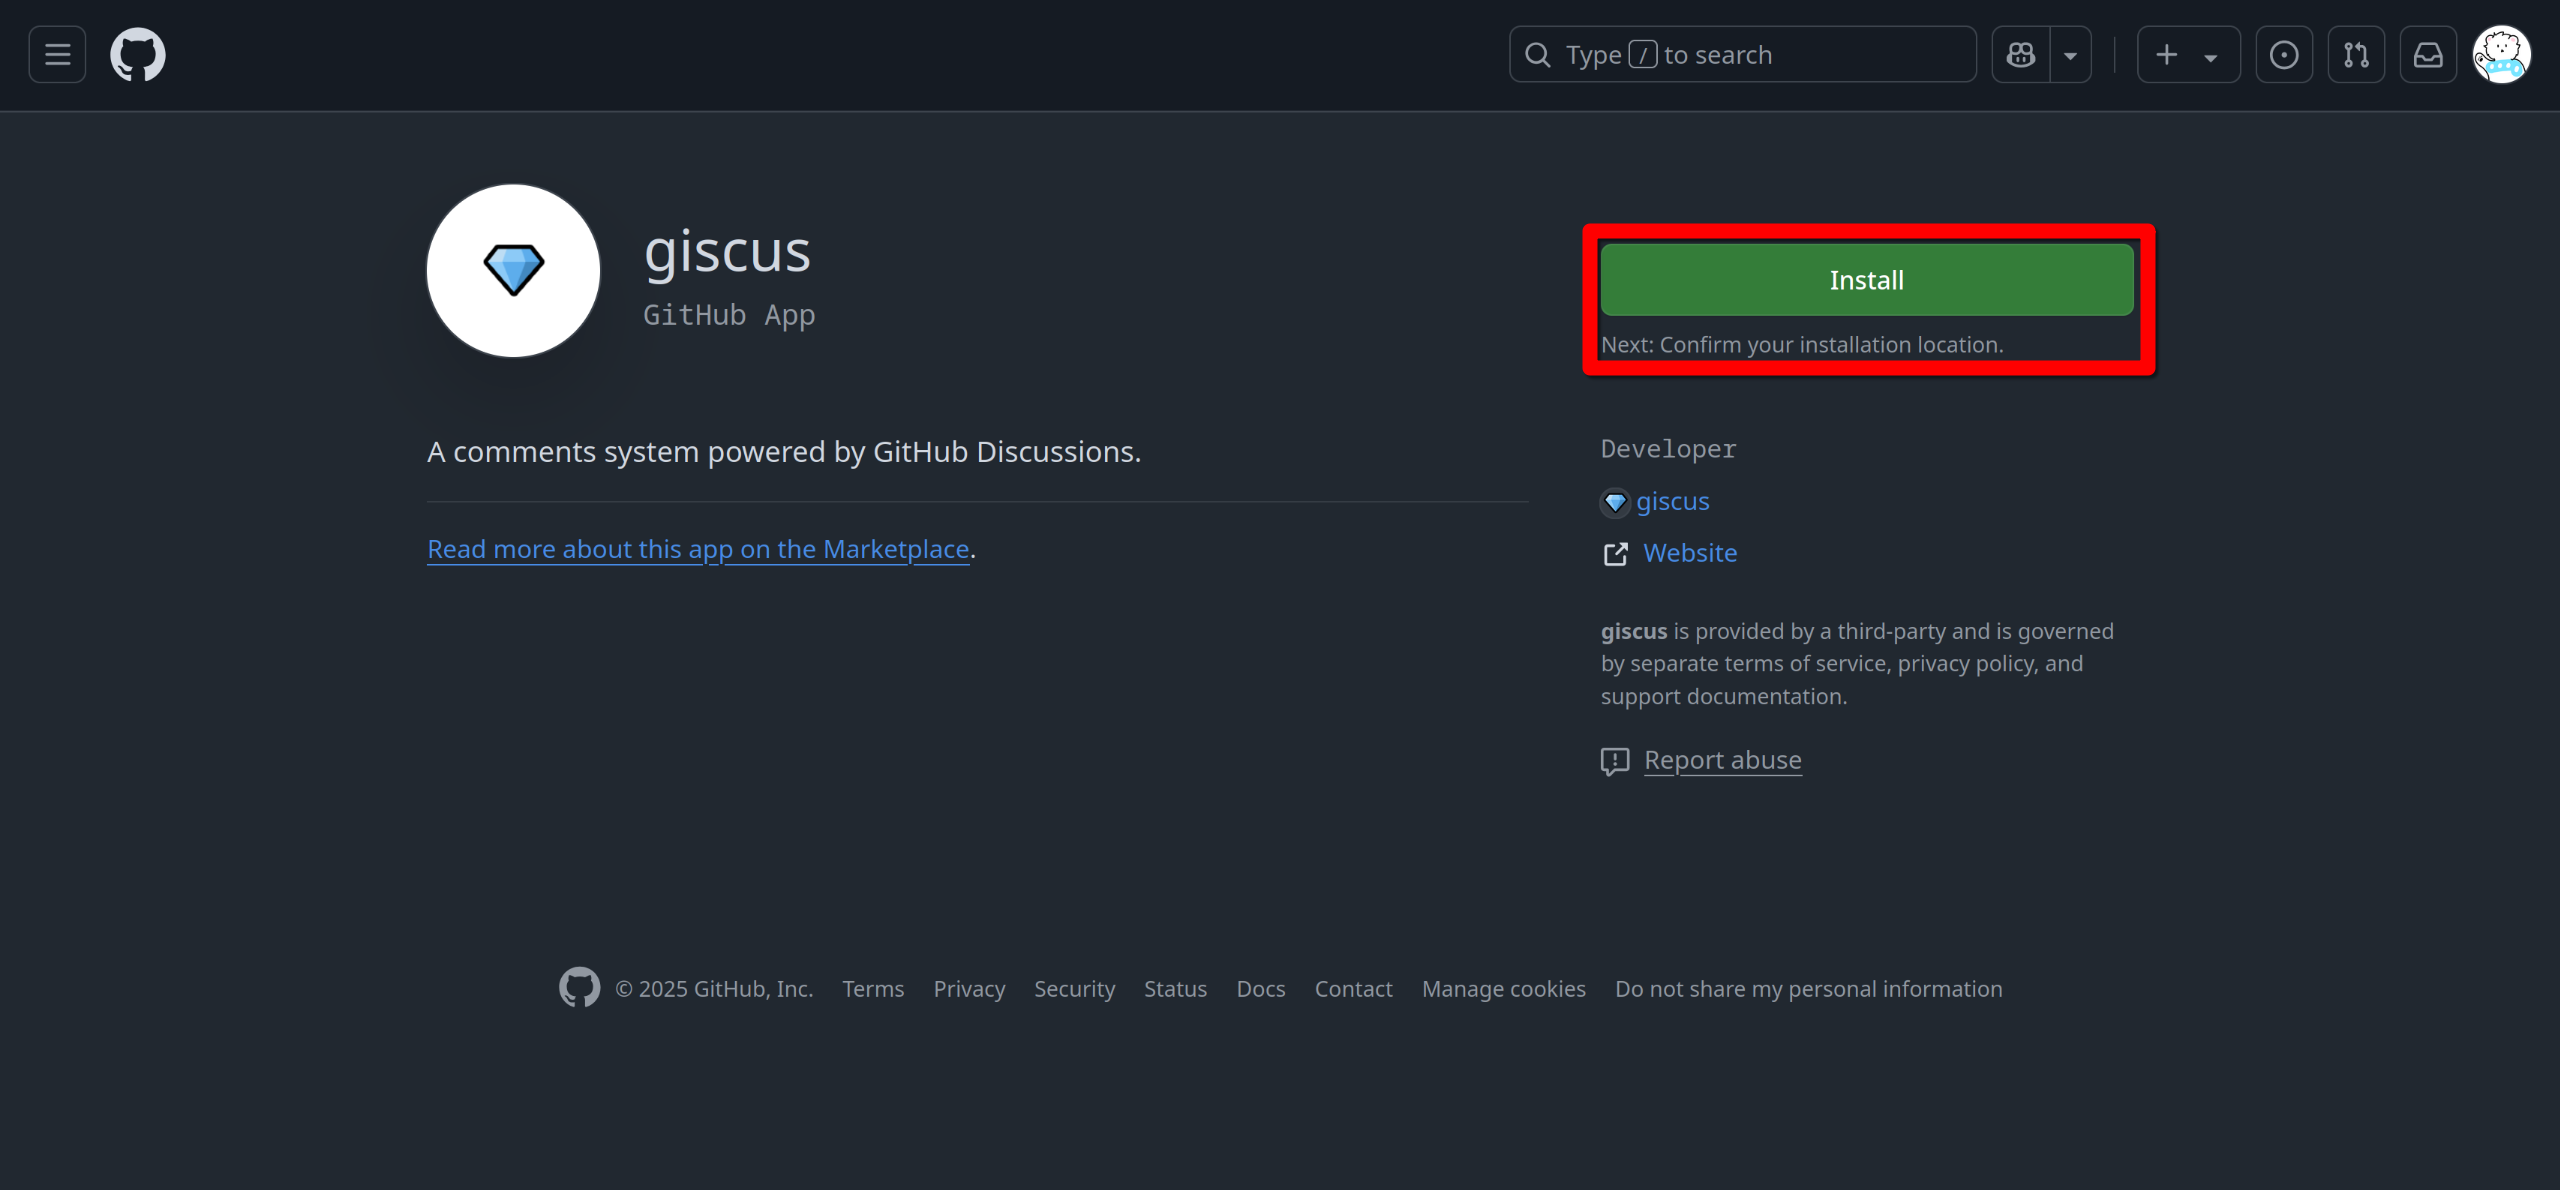 Type / to search
giscus
GitHub App
Install
Next: Confirm your installation location.
A comments system powered by GitHub Discussions.
Read more about this app on the Marketplace.
Developer
giscus
Website
giscus is provided by a third-party and is governed
by separate terms of service, privacy policy, and
support documentation.
Report abuse
© 2025 GitHub, Inc. Terms Privacy Security Status Docs Contact Manage cookies Do not share my personal information